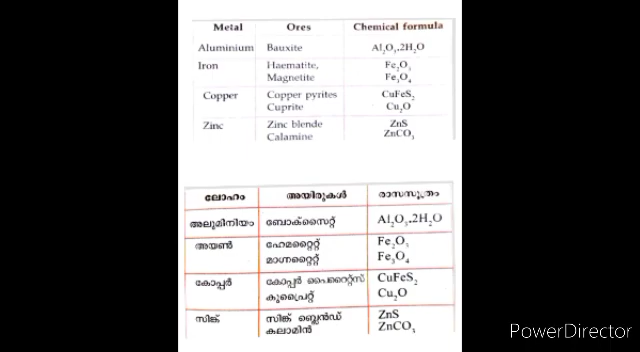 Metal Ores Chemical formula
Aluminium Bauxite Al₂O₃.2H₂O
Iron Haematite, Fe₂O₃
Magnetite Fe₃O₄
Copper Copper pyrites CuFeS₂
Cuprite Cu₂O
Zinc Zinc blende ZnS
Calamine ZnCO₃
ലോഹം അയിരുകൾ രാസസൂത്രം
അലൂമിനിയം ബോക്സൈറ്റ് Al₂O₃.2H₂O
അയൺ ഹേമറ്റൈറ്റ് Fe₂O₃
മാഗ്നറ്റൈറ്റ് Fe₃O₄
കോപ്പർ കോപ്പർ പൈറൈറ്റ്സ് CuFeS₂
കുപ്രൈറ്റ് Cu₂O
സിങ്ക് സിങ്ക് ബ്ലെൻഡ് ZnS
കലാമിൻ ZnCO₃
PowerDirector